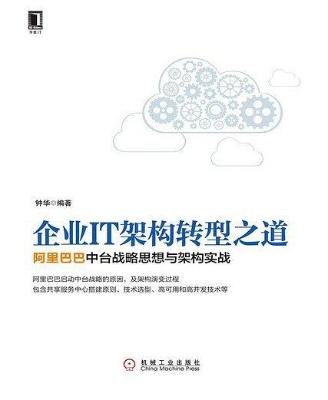 华章IT
钟华 编著
企业IT架构转型之道
阿里巴巴中台战略思想与架构实战
阿里巴巴启动中台战略的原因、及架构演变过程
包含共享服务中心搭建原则、技术选型、高可用和高并发技术等
机械工业出版社
China Machine Press